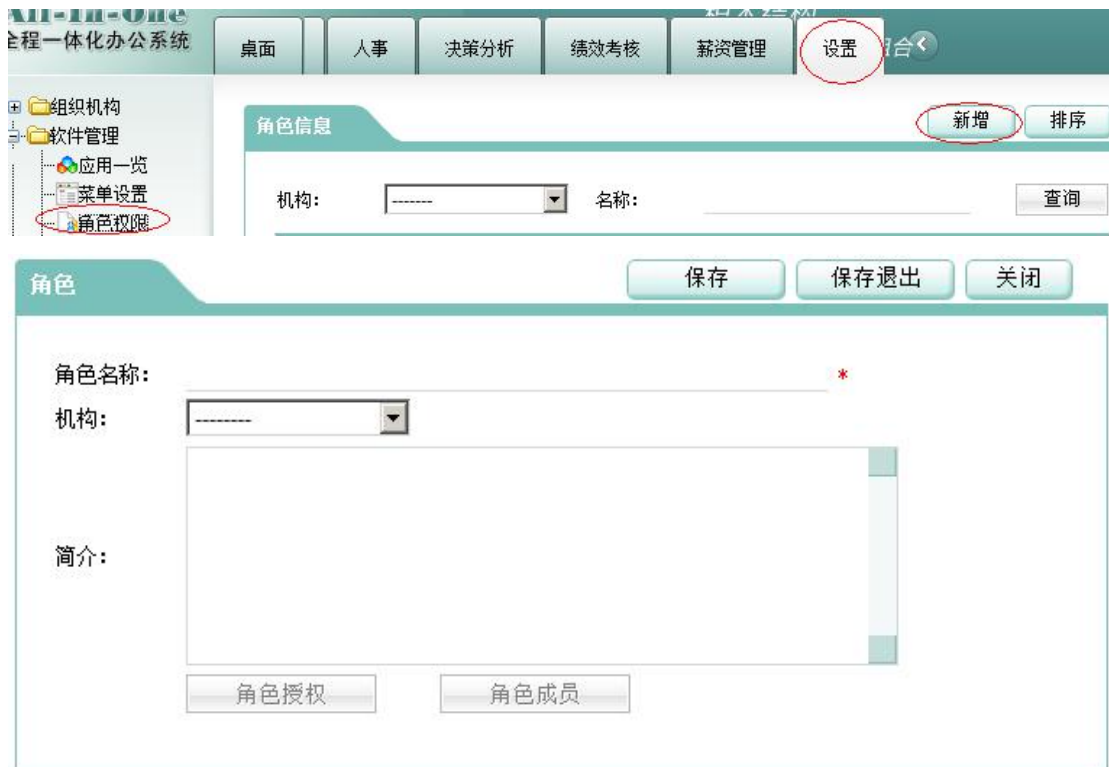 All-In-One
全程一体化办公系统
桌面 人事 决策分析 绩效考核 薪资管理 设置
组织机构
软件管理
应用一览
菜单设置
角色权限
角色信息 新增 排序
机构: ------- 名称: 查询
角色 保存 保存退出 关闭
角色名称: *
机构: --------
简介:
角色授权 角色成员